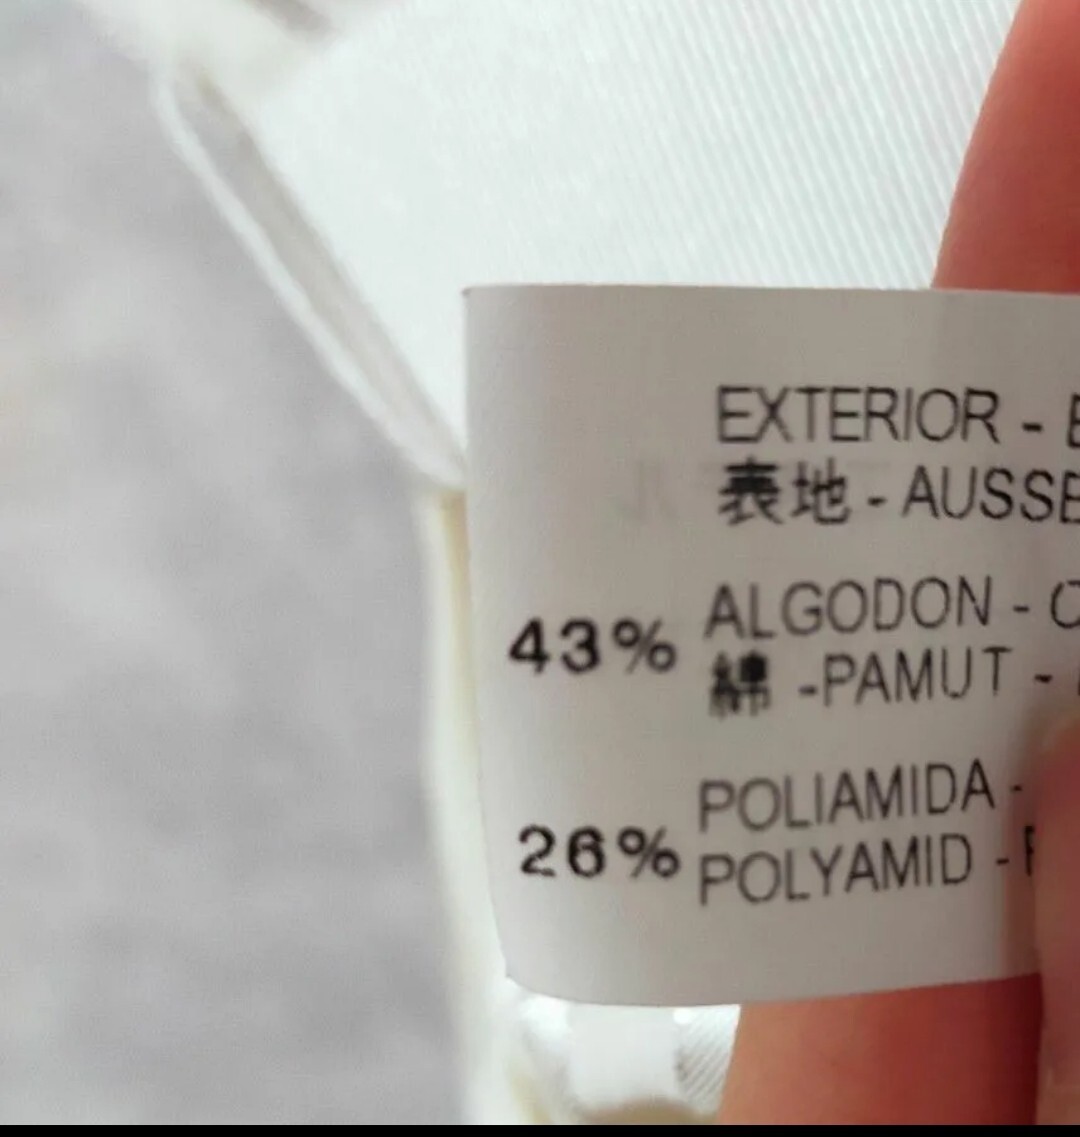 EXTERIOR -
表地 - AUSSE
43% ALGODON -
綿 -PAMUT -
POLIAMIDA -
26% POLYAMID -